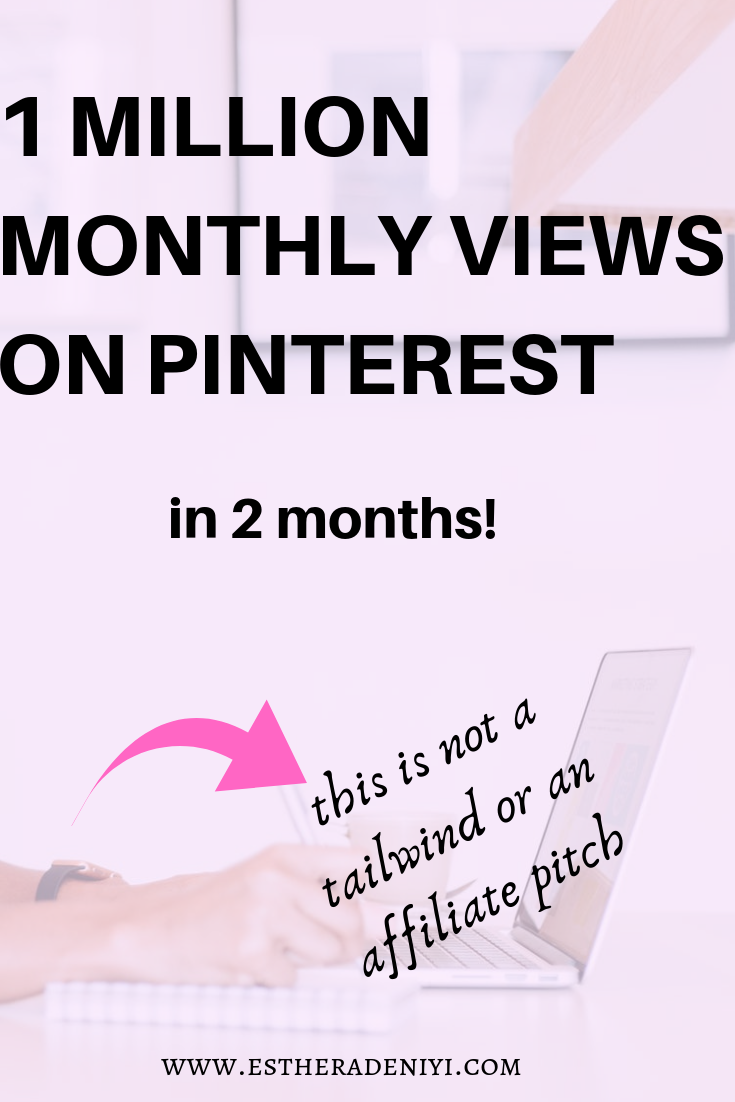 1 MILLION
MONTHLY VIEWS
ON PINTEREST
in 2 months!
this is not a
tailwind or an
affiliate pitch
WWW.ESTHERADENIYI.COM